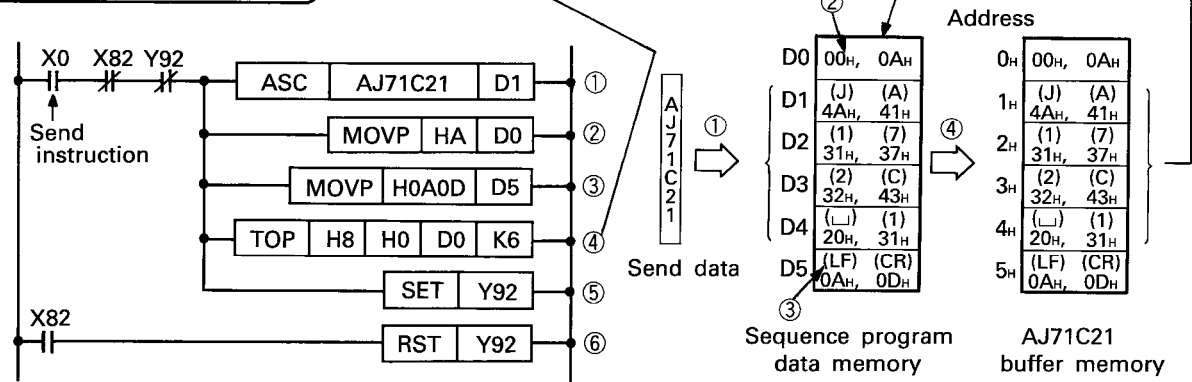 X0 X82 Y92
ASC AJ71C21 D1 ①
MOVP HA D0 ②
MOVP H0A0D D5 ③
TOP H8 H0 D0 K6 ④
SET Y92 ⑤
X82
RST Y92 ⑥
Send
instruction
AJ71C21
Send data
①
②
Address
D0 00H, 0AH
D1 (J) (A)
4AH, 41H
D2 (1) (7)
31H, 37H
D3 (2) (C)
32H, 43H
D4 (␣) (1)
20H, 31H
D5 (LF) (CR)
0AH, 0DH
③
Sequence program
data memory
④
0H 00H, 0AH
1H (J) (A)
4AH, 41H
2H (1) (7)
31H, 37H
3H (2) (C)
32H, 43H
4H (␣) (1)
20H, 31H
5H (LF) (CR)
0AH, 0DH
AJ71C21
buffer memory